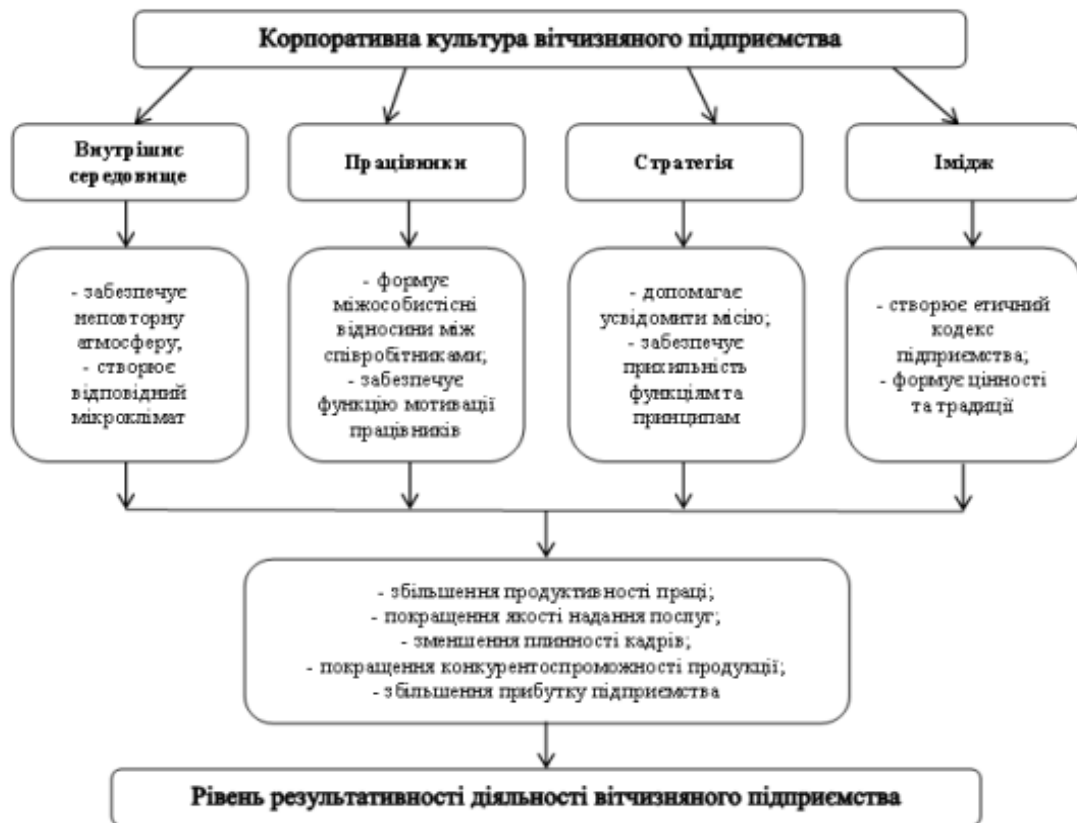 Корпоративна культура вітчизняного підприємства
Внутрішнє
середовище
Працівники
Стратегія
Імідж
- забезпечує
неповторну
атмосферу;
- створює
відповідний
мікроклімат
- формує
міжособистісні
відносини між
співробітниками;
- забезпечує
функцію мотивації
працівників
- допомагає
усвідомити місію;
- забезпечує
прихильність
функціям та
принципам
- створює етичний
кодекс
підприємства;
- формує цінності
та традиції
- збільшення продуктивності праці;
- покращення якості надання послуг;
- зменшення плинності кадрів;
- покращення конкурентоспроможності продукції;
- збільшення прибутку підприємства
Рівень результативності діяльності вітчизняного підприємства